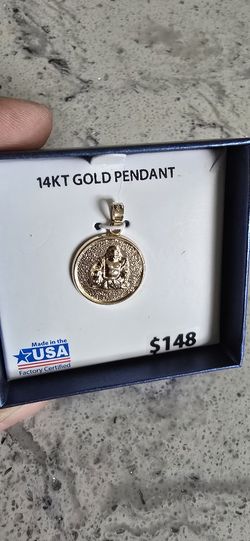 14KT GOLD PENDANT
Made in the
USA
Factory Certified
$148